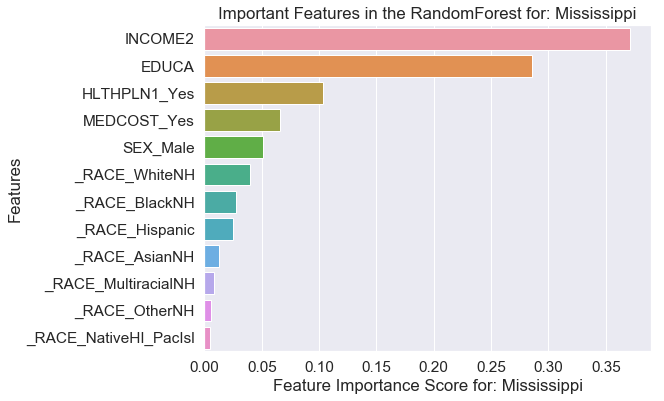 Important Features in the RandomForest for: Mississippi
INCOME2
EDUCA
HLTHPLN1_Yes
MEDCOST_Yes
SEX_Male
_RACE_WhiteNH
_RACE_BlackNH
_RACE_Hispanic
_RACE_AsianNH
_RACE_MultiracialNH
_RACE_OtherNH
_RACE_NativeHI_PacIsl
Features
0.00 0.05 0.10 0.15 0.20 0.25 0.30 0.35
Feature Importance Score for: Mississippi